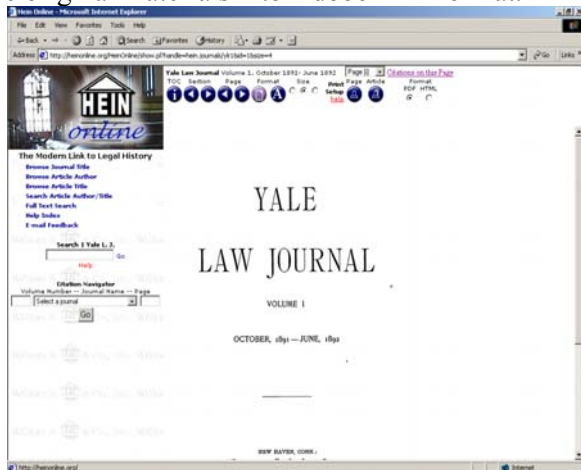 Hein Online - Microsoft Internet Explorer
File Edit View Favorites Tools Help
Back Search Favorites History
Address http://heinonline.org/HeinOnline/show.pl?handle=hein.journals/ylr1&id=1&size=4 Go Links
HEIN
online
The Modern Link to Legal History
Browse Journal Title
Browse Article Author
Browse Article Title
Search Article Author/Title
Full Text Search
Help Index
E-mail Feedback
Search 1 Yale L. J.
Go
Help
Citation Navigator
Volume Number -- Journal Name -- Page
Select a journal
Go
Yale Law Journal Volume 1, October 1892-June 1892 Citations on this Page
TOC Section Page Format Size Print Setup Page Article Format
help PDF HTML
YALE
LAW JOURNAL
VOLUME I
OCTOBER, 1891—JUNE, 1892
NEW HAVEN, CONN.:
http://heinonline.org/ Internet